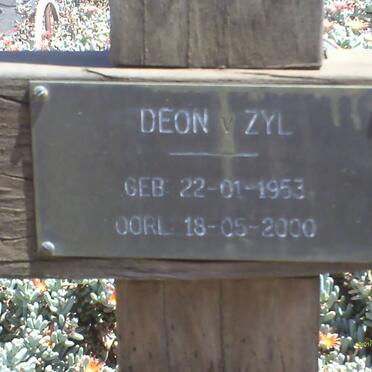 DEON v ZYL
GEB: 22-01-1953
OORL: 18-05-2000